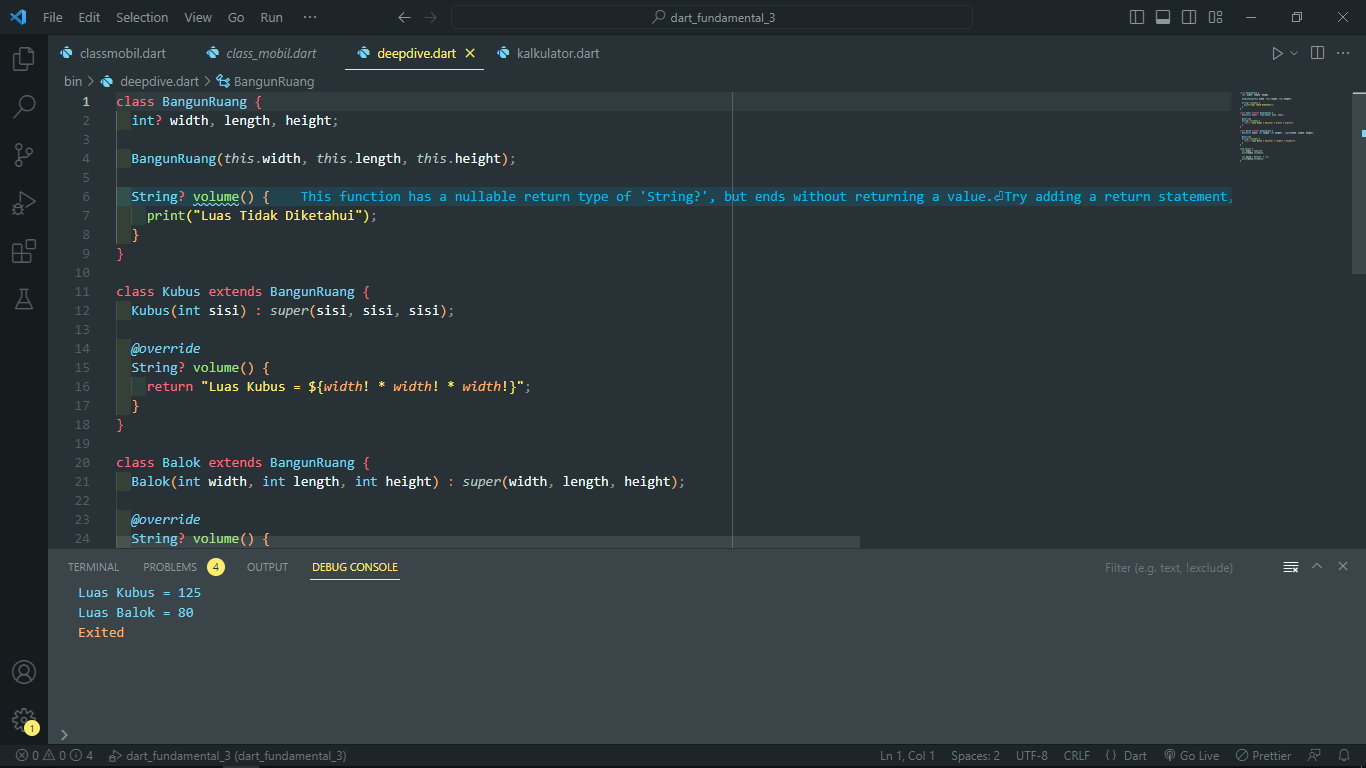 File Edit Selection View Go Run ··· dart_fundamental_3
classmobil.dart class_mobil.dart deepdive.dart kalkulator.dart
bin > deepdive.dart > BangunRuang
1 class BangunRuang {
2 int? width, length, height;
3
4 BangunRuang(this.width, this.length, this.height);
5
6 String? volume() { This function has a nullable return type of 'String?', but ends without returning a value.⏎Try adding a return statement,
7 print("Luas Tidak Diketahui");
8 }
9 }
10
11 class Kubus extends BangunRuang {
12 Kubus(int sisi) : super(sisi, sisi, sisi);
13
14 @override
15 String? volume() {
16 return "Luas Kubus = ${width! * width! * width!}";
17 }
18 }
19
20 class Balok extends BangunRuang {
21 Balok(int width, int length, int height) : super(width, length, height);
22
23 @override
24 String? volume() {
TERMINAL PROBLEMS 4 OUTPUT DEBUG CONSOLE Filter (e.g. text, !exclude)
Luas Kubus = 125
Luas Balok = 80
Exited
1
0 0 4 dart_fundamental_3 (dart_fundamental_3) Ln 1, Col 1 Spaces: 2 UTF-8 CRLF { } Dart Go Live Prettier